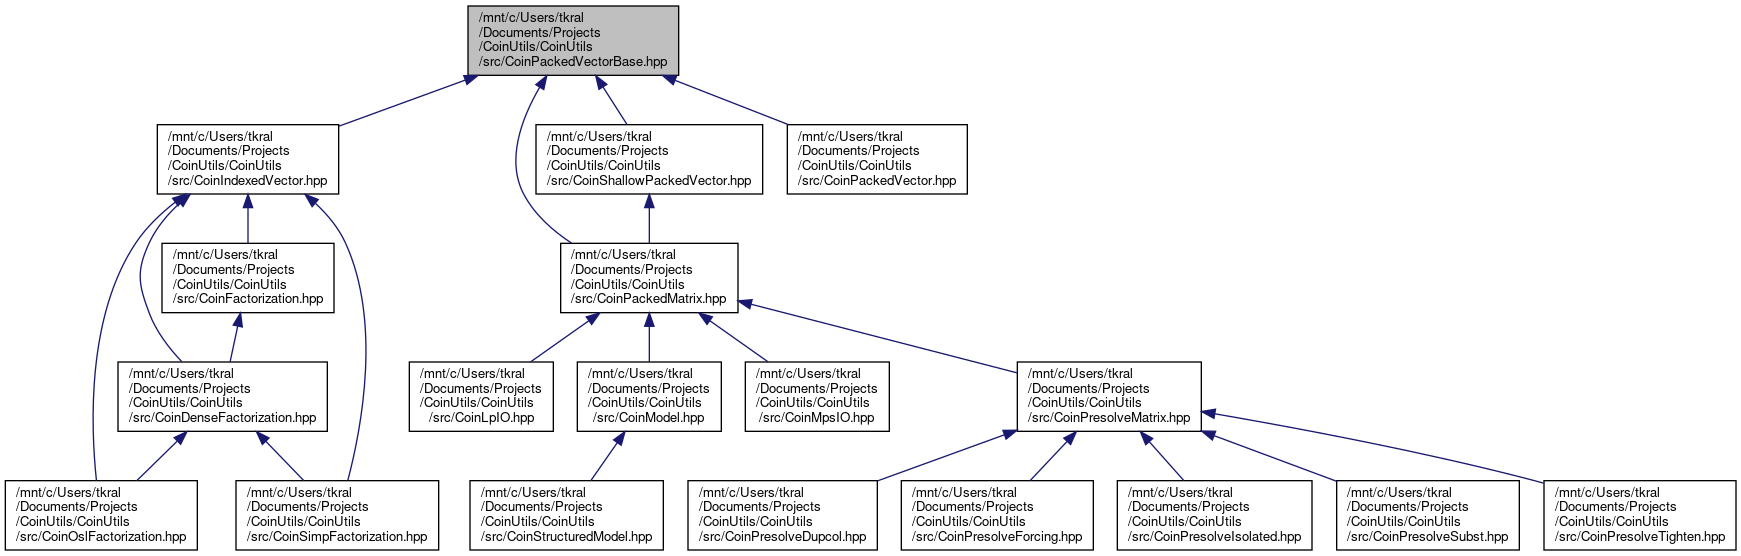 /mnt/c/Users/tkral
/Documents/Projects
/CoinUtils/CoinUtils
/src/CoinPackedVectorBase.hpp
/mnt/c/Users/tkral
/Documents/Projects
/CoinUtils/CoinUtils
/src/CoinIndexedVector.hpp
/mnt/c/Users/tkral
/Documents/Projects
/CoinUtils/CoinUtils
/src/CoinShallowPackedVector.hpp
/mnt/c/Users/tkral
/Documents/Projects
/CoinUtils/CoinUtils
/src/CoinPackedVector.hpp
/mnt/c/Users/tkral
/Documents/Projects
/CoinUtils/CoinUtils
/src/CoinFactorization.hpp
/mnt/c/Users/tkral
/Documents/Projects
/CoinUtils/CoinUtils
/src/CoinPackedMatrix.hpp
/mnt/c/Users/tkral
/Documents/Projects
/CoinUtils/CoinUtils
/src/CoinDenseFactorization.hpp
/mnt/c/Users/tkral
/Documents/Projects
/CoinUtils/CoinUtils
/src/CoinLpIO.hpp
/mnt/c/Users/tkral
/Documents/Projects
/CoinUtils/CoinUtils
/src/CoinModel.hpp
/mnt/c/Users/tkral
/Documents/Projects
/CoinUtils/CoinUtils
/src/CoinMpsIO.hpp
/mnt/c/Users/tkral
/Documents/Projects
/CoinUtils/CoinUtils
/src/CoinPresolveMatrix.hpp
/mnt/c/Users/tkral
/Documents/Projects
/CoinUtils/CoinUtils
/src/CoinOslFactorization.hpp
/mnt/c/Users/tkral
/Documents/Projects
/CoinUtils/CoinUtils
/src/CoinSimpFactorization.hpp
/mnt/c/Users/tkral
/Documents/Projects
/CoinUtils/CoinUtils
/src/CoinStructuredModel.hpp
/mnt/c/Users/tkral
/Documents/Projects
/CoinUtils/CoinUtils
/src/CoinPresolveDupcol.hpp
/mnt/c/Users/tkral
/Documents/Projects
/CoinUtils/CoinUtils
/src/CoinPresolveForcing.hpp
/mnt/c/Users/tkral
/Documents/Projects
/CoinUtils/CoinUtils
/src/CoinPresolveIsolated.hpp
/mnt/c/Users/tkral
/Documents/Projects
/CoinUtils/CoinUtils
/src/CoinPresolveSubst.hpp
/mnt/c/Users/tkral
/Documents/Projects
/CoinUtils/CoinUtils
/src/CoinPresolveTighten.hpp